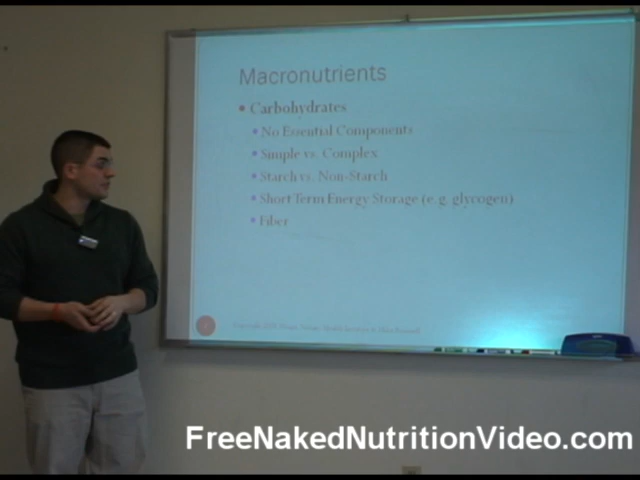 Macronutrients
• Carbohydrates
• No Essential Components
• Simple vs. Complex
• Starch vs. Non-Starch
• Short Term Energy Storage (e.g. glycogen)
• Fiber
FreeNakedNutritionVideo.com